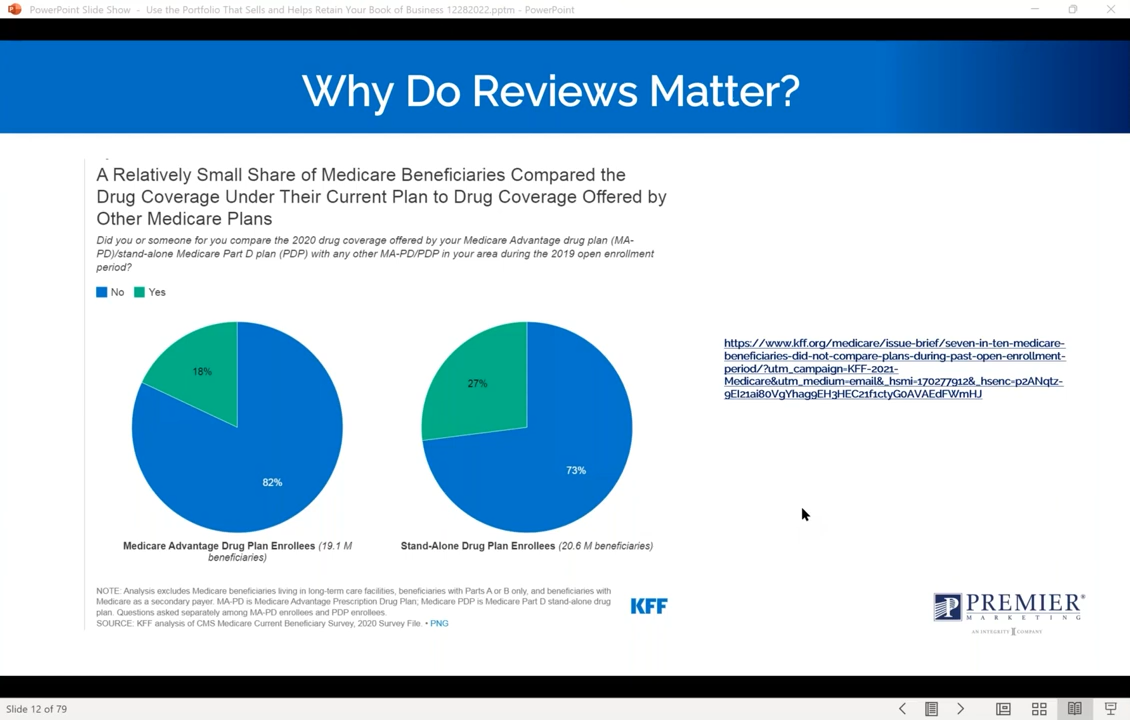 PowerPoint Slide Show - Use the Portfolio That Sells and Helps Retain Your Book of Business 12282022.pptm - PowerPoint
Why Do Reviews Matter?
A Relatively Small Share of Medicare Beneficiaries Compared the
Drug Coverage Under Their Current Plan to Drug Coverage Offered by
Other Medicare Plans
Did you or someone for you compare the 2020 drug coverage offered by your Medicare Advantage drug plan (MA-
PD)/stand-alone Medicare Part D plan (PDP) with any other MA-PD/PDP in your area during the 2019 open enrollment
period?
No Yes
18%
82%
27%
73%
Medicare Advantage Drug Plan Enrollees (19.1 M
beneficiaries)
Stand-Alone Drug Plan Enrollees (20.6 M beneficiaries)
NOTE: Analysis excludes Medicare beneficiaries living in long-term care facilities, beneficiaries with Parts A or B only, and beneficiaries with
Medicare as a secondary payer. MA-PD is Medicare Advantage Prescription Drug Plan; Medicare PDP is Medicare Part D stand-alone drug
plan. Questions asked separately among MA-PD enrollees and PDP enrollees.
SOURCE: KFF analysis of CMS Medicare Current Beneficiary Survey, 2020 Survey File. • PNG
KFF
https://www.kff.org/medicare/issue-brief/seven-in-ten-medicare-
beneficiaries-did-not-compare-plans-during-past-open-enrollment-
period/?utm_campaign=KFF-2021-
Medicare&utm_medium=email&_hsmi=170277912&_hsenc=p2ANqtz-
9EI21ai80VgYhag9EH3HEC21f1ctyG0AVAEdFWmHJ
PREMIER®
MARKETING
AN INTEGRITY COMPANY
Slide 12 of 79